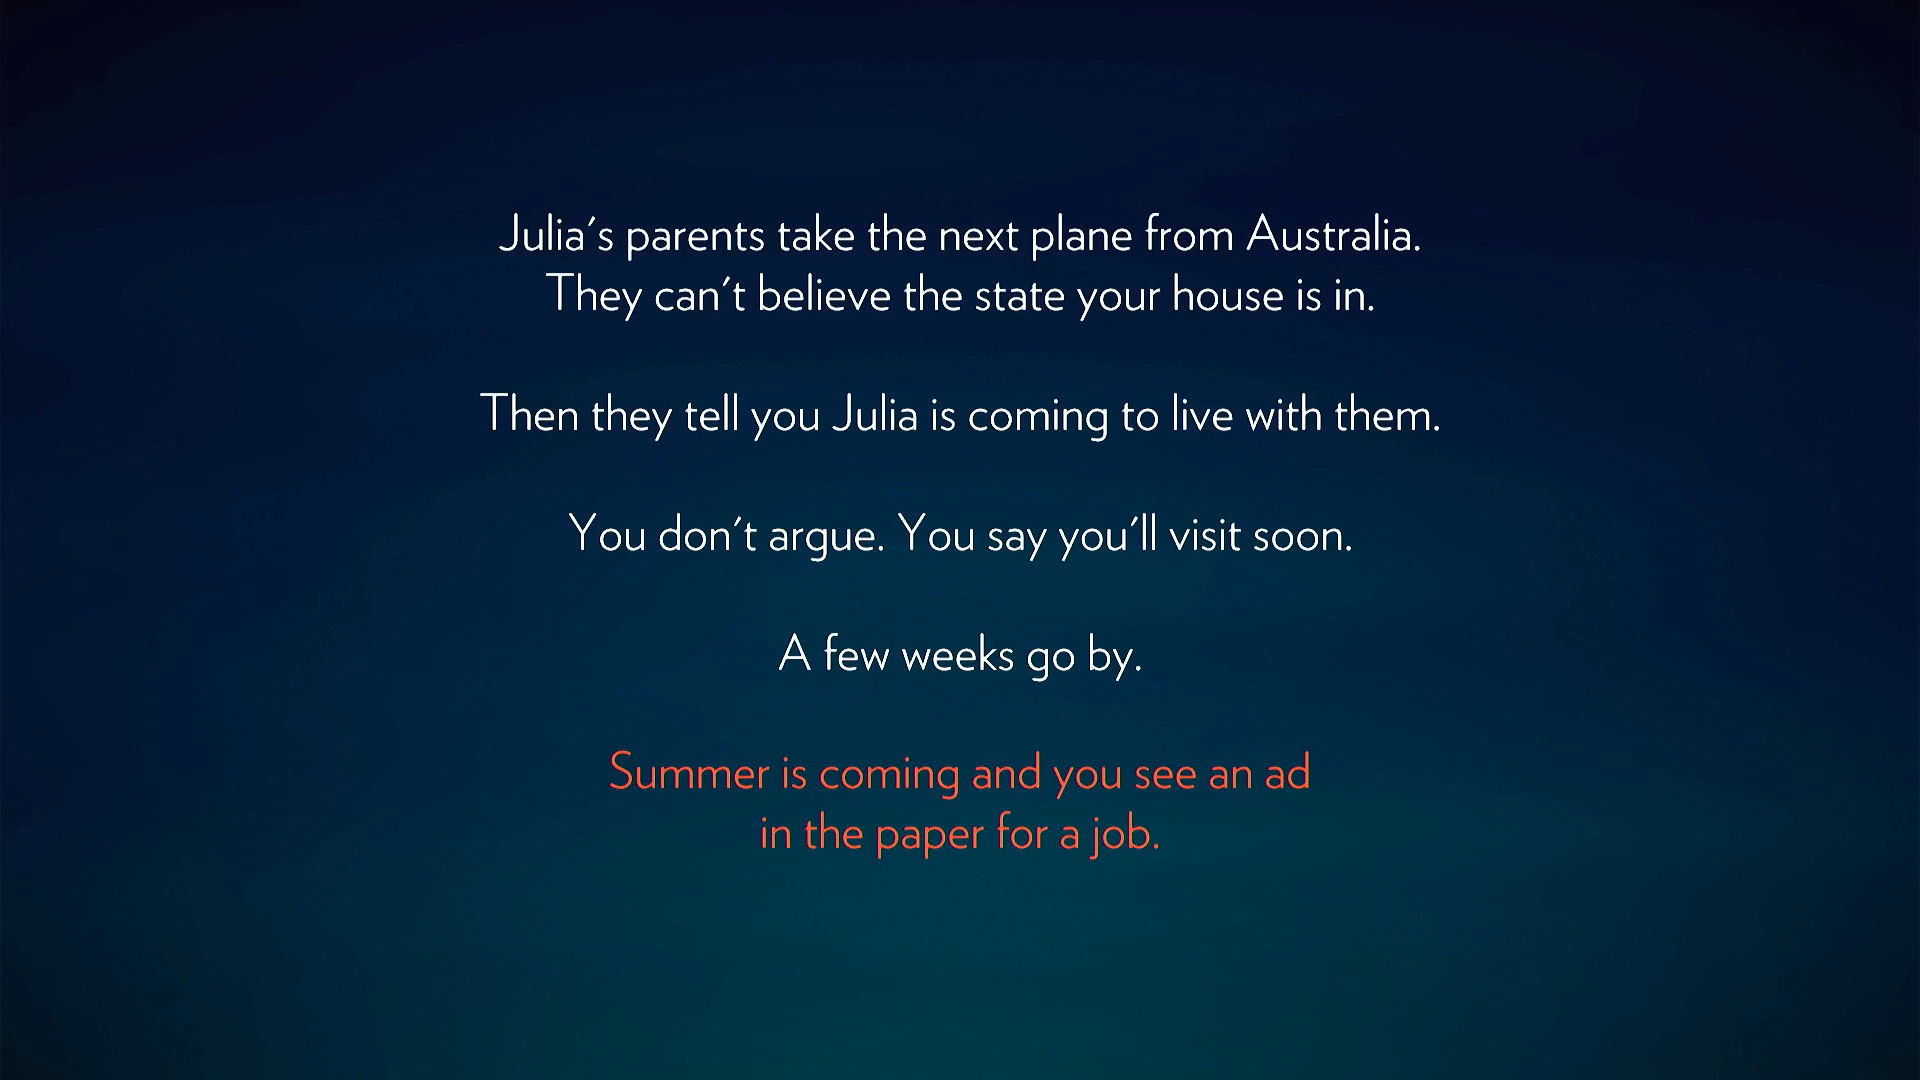 Julia's parents take the next plane from Australia.
They can't believe the state your house is in.
Then they tell you Julia is coming to live with them.
You don't argue. You say you'll visit soon.
A few weeks go by.
Summer is coming and you see an ad
in the paper for a job.